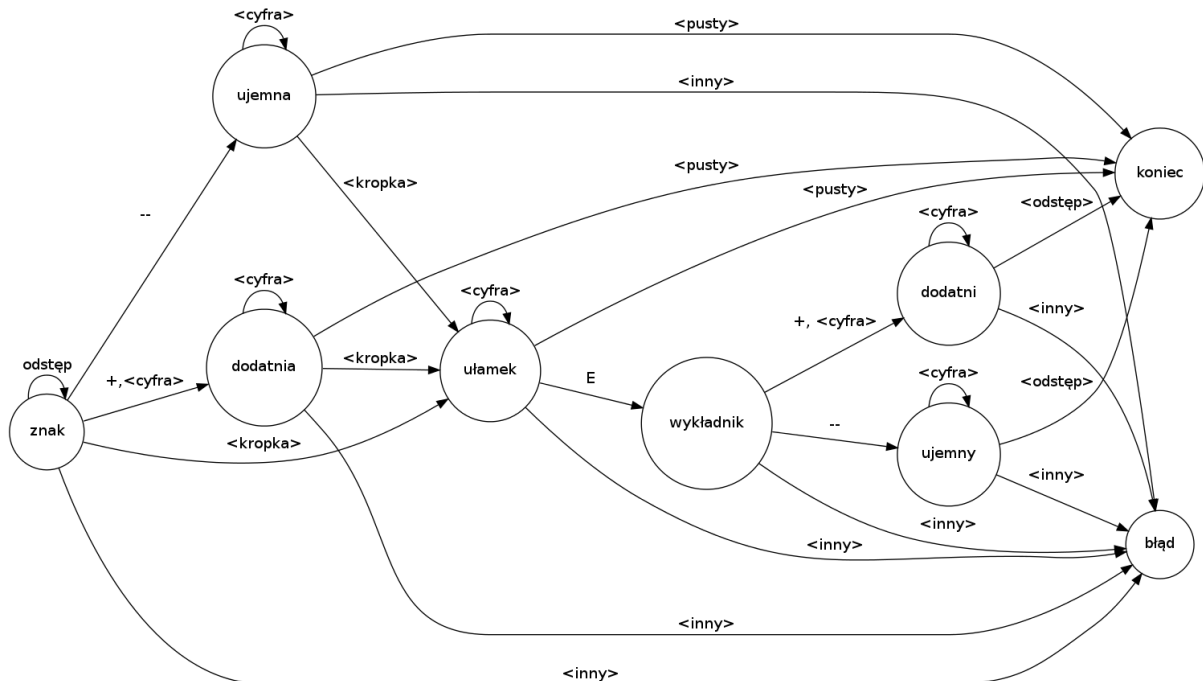 <cyfra>
ujemna
<pusty>
<inny>
<kropka>
--
<pusty>
<pusty>
koniec
<odstęp>
<cyfra>
dodatni
<inny>
<cyfra>
dodatnia
<kropka>
<cyfra>
ułamek
+, <cyfra>
E
odstęp
znak
+,<cyfra>
<kropka>
wykładnik
--
<cyfra>
ujemny
<odstęp>
<inny>
<inny>
<inny>
błąd
<inny>
<inny>